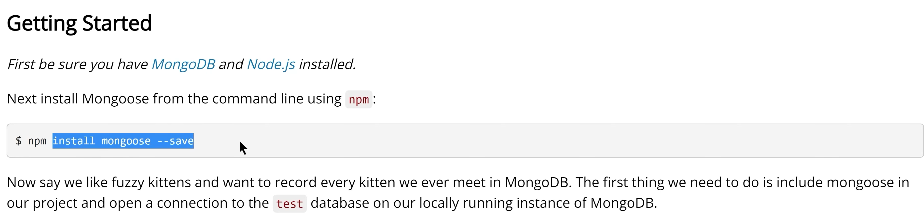 Getting Started
First be sure you have MongoDB and Node.js installed.
Next install Mongoose from the command line using npm:
$ npm install mongoose --save
Now say we like fuzzy kittens and want to record every kitten we ever meet in MongoDB. The first thing we need to do is include mongoose in
our project and open a connection to the test database on our locally running instance of MongoDB.